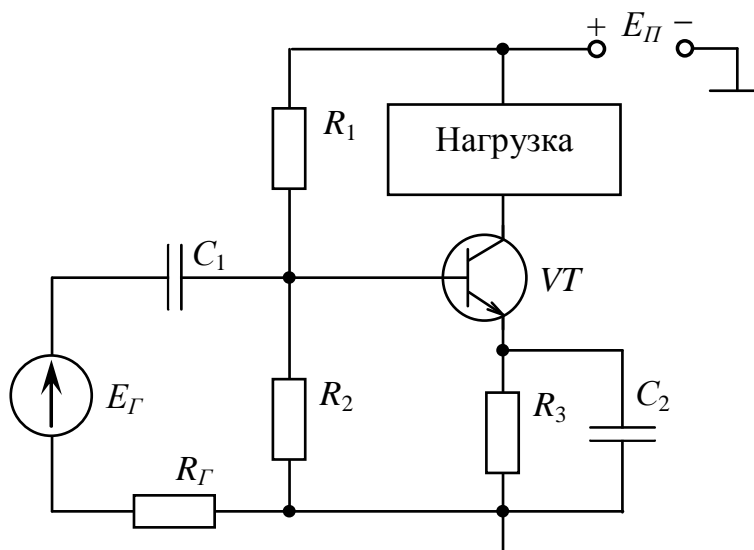 + E_П −
R_1
Нагрузка
C_1
VT
E_Г
R_2
R_3
C_2
R_Г